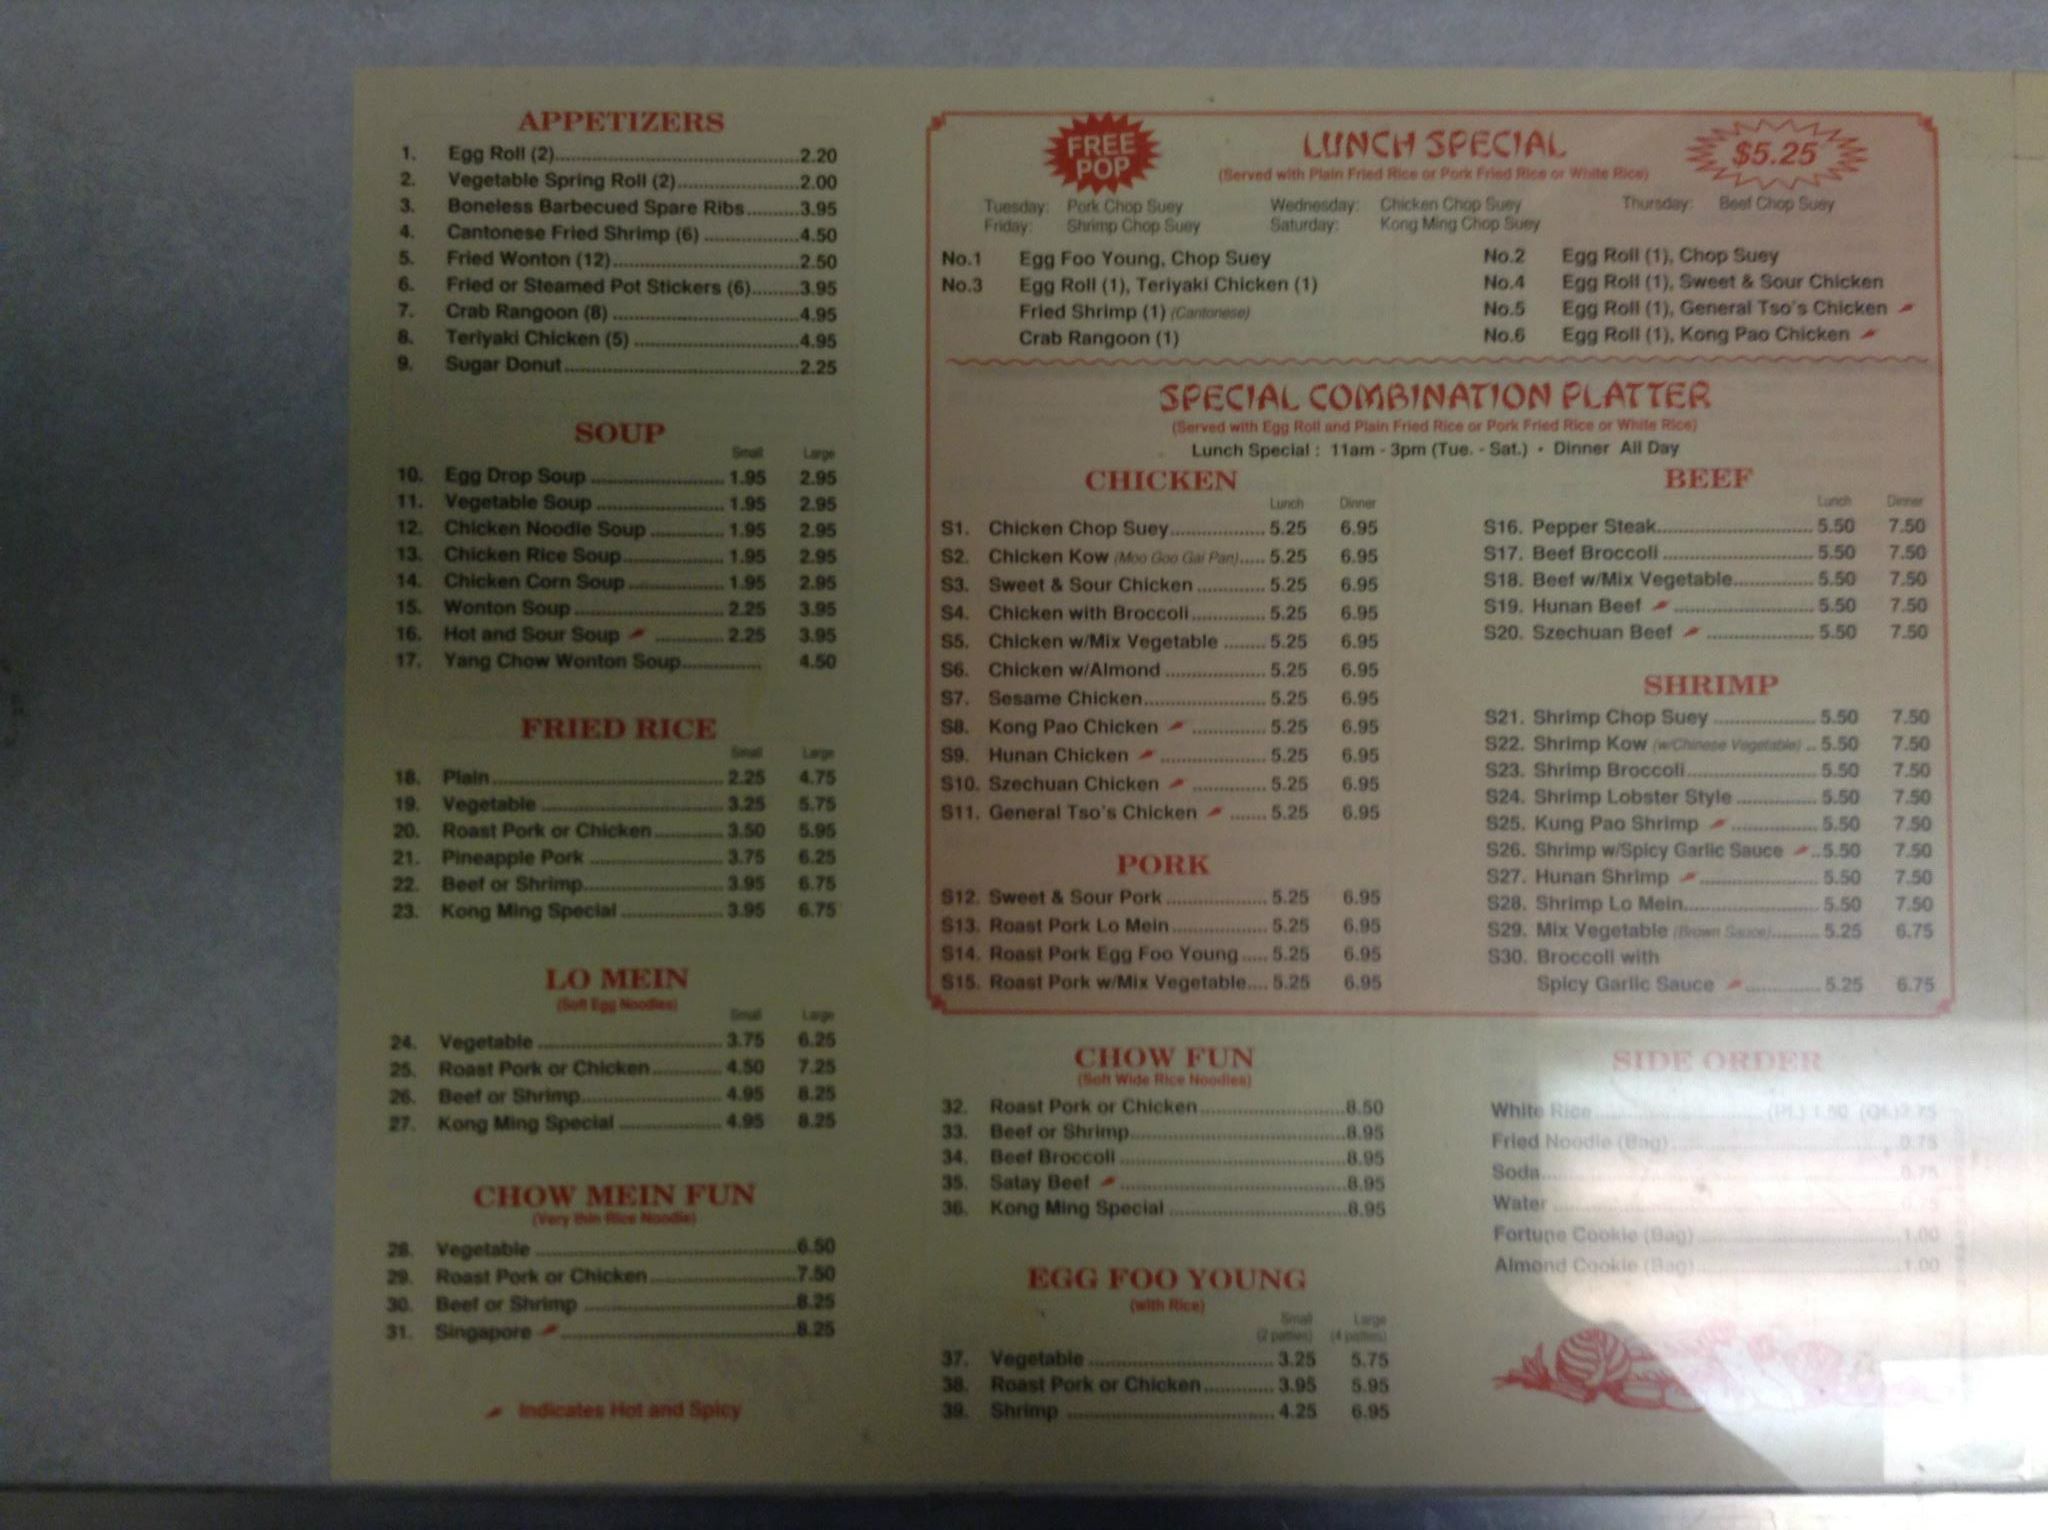 APPETIZERS
1. Egg Roll (2) 2.20
2. Vegetable Spring Roll (2) 2.00
3. Boneless Barbecued Spare Ribs 3.95
4. Cantonese Fried Shrimp (6) 4.50
5. Fried Wonton (12) 2.50
6. Fried or Steamed Pot Stickers (6) 3.95
7. Crab Rangoon (8) 4.95
8. Teriyaki Chicken (5) 4.95
9. Sugar Donut 2.25
SOUP
Small Large
10. Egg Drop Soup 1.95 2.95
11. Vegetable Soup 1.95 2.95
12. Chicken Noodle Soup 1.95 2.95
13. Chicken Rice Soup 1.95 2.95
14. Chicken Corn Soup 1.95 2.95
15. Wonton Soup 2.25 3.95
16. Hot and Sour Soup 2.25 3.95
17. Yang Chow Wonton Soup 4.50
FRIED RICE
Small Large
18. Plain 2.25 4.75
19. Vegetable 3.25 5.75
20. Roast Pork or Chicken 3.50 5.95
21. Pineapple Pork 3.75 6.25
22. Beef or Shrimp 3.95 6.75
23. Kong Ming Special 3.95 6.75
LO MEIN
(Soft Egg Noodles)
Small Large
24. Vegetable 3.75 6.25
25. Roast Pork or Chicken 4.50 7.25
26. Beef or Shrimp 4.95 8.25
27. Kong Ming Special 4.95 8.25
CHOW MEIN FUN
(Very thin Rice Noodle)
28. Vegetable 6.50
29. Roast Pork or Chicken 7.50
30. Beef or Shrimp 8.25
31. Singapore 8.25
Indicates Hot and Spicy
FREE POP
LUNCH SPECIAL
$5.25
(Served with Plain Fried Rice or Pork Fried Rice or White Rice)
Tuesday: Pork Chop Suey Wednesday: Chicken Chop Suey Thursday: Beef Chop Suey
Friday: Shrimp Chop Suey Saturday: Kong Ming Chop Suey
No.1 Egg Foo Young, Chop Suey
No.3 Egg Roll (1), Teriyaki Chicken (1)
Fried Shrimp (1) (Cantonese)
Crab Rangoon (1)
No.2 Egg Roll (1), Chop Suey
No.4 Egg Roll (1), Sweet & Sour Chicken
No.5 Egg Roll (1), General Tso's Chicken
No.6 Egg Roll (1), Kong Pao Chicken
SPECIAL COMBINATION PLATTER
(Served with Egg Roll and Plain Fried Rice or Pork Fried Rice or White Rice)
Lunch Special : 11am - 3pm (Tue. - Sat.) • Dinner All Day
CHICKEN
Lunch Dinner
S1. Chicken Chop Suey 5.25 6.95
S2. Chicken Kow (Moo Goo Gai Pan) 5.25 6.95
S3. Sweet & Sour Chicken 5.25 6.95
S4. Chicken with Broccoli 5.25 6.95
S5. Chicken w/Mix Vegetable 5.25 6.95
S6. Chicken w/Almond 5.25 6.95
S7. Sesame Chicken 5.25 6.95
S8. Kong Pao Chicken 5.25 6.95
S9. Hunan Chicken 5.25 6.95
S10. Szechuan Chicken 5.25 6.95
S11. General Tso's Chicken 5.25 6.95
PORK
S12. Sweet & Sour Pork 5.25 6.95
S13. Roast Pork Lo Mein 5.25 6.95
S14. Roast Pork Egg Foo Young 5.25 6.95
S15. Roast Pork w/Mix Vegetable 5.25 6.95
BEEF
Lunch Dinner
S16. Pepper Steak 5.50 7.50
S17. Beef Broccoli 5.50 7.50
S18. Beef w/Mix Vegetable 5.50 7.50
S19. Hunan Beef 5.50 7.50
S20. Szechuan Beef 5.50 7.50
SHRIMP
S21. Shrimp Chop Suey 5.50 7.50
S22. Shrimp Kow (w/Chinese Vegetable) 5.50 7.50
S23. Shrimp Broccoli 5.50 7.50
S24. Shrimp Lobster Style 5.50 7.50
S25. Kung Pao Shrimp 5.50 7.50
S26. Shrimp w/Spicy Garlic Sauce 5.50 7.50
S27. Hunan Shrimp 5.50 7.50
S28. Shrimp Lo Mein 5.50 7.50
S29. Mix Vegetable (Brown Sauce) 5.25 6.75
S30. Broccoli with
Spicy Garlic Sauce 5.25 6.75
CHOW FUN
(Soft Wide Rice Noodles)
32. Roast Pork or Chicken 8.50
33. Beef or Shrimp 8.95
34. Beef Broccoli 8.95
35. Satay Beef 8.95
36. Kong Ming Special 8.95
EGG FOO YOUNG
(with Rice)
Small Large
(2 patties) (4 patties)
37. Vegetable 3.25 5.75
38. Roast Pork or Chicken 3.95 5.95
39. Shrimp 4.25 6.95
SIDE ORDER
White Rice (Pt.) 1.50 (Qt.)
Fried Noodle (Bag) 0.75
Soda 0.75
Water 0.75
Fortune Cookie (Bag) 1.00
Almond Cookie (Bag) 1.00